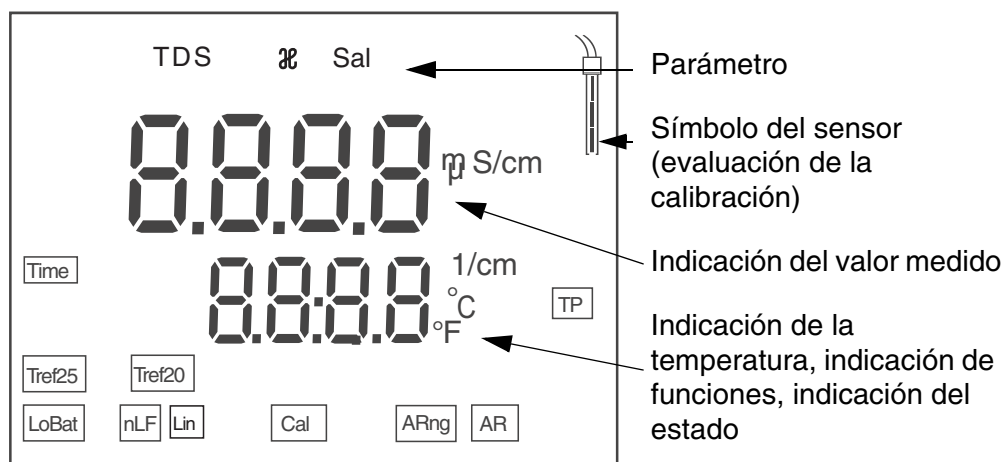 TDS ϰ Sal
Parámetro
Símbolo del sensor
(evaluación de la
calibración)
8.8.8.8
m
µ S/cm
Indicación del valor medido
Time
8.8:8.8
1/cm
°C
°F
TP
Indicación de la
temperatura, indicación de
funciones, indicación del
estado
Tref25 Tref20
LoBat nLF Lin Cal ARng AR